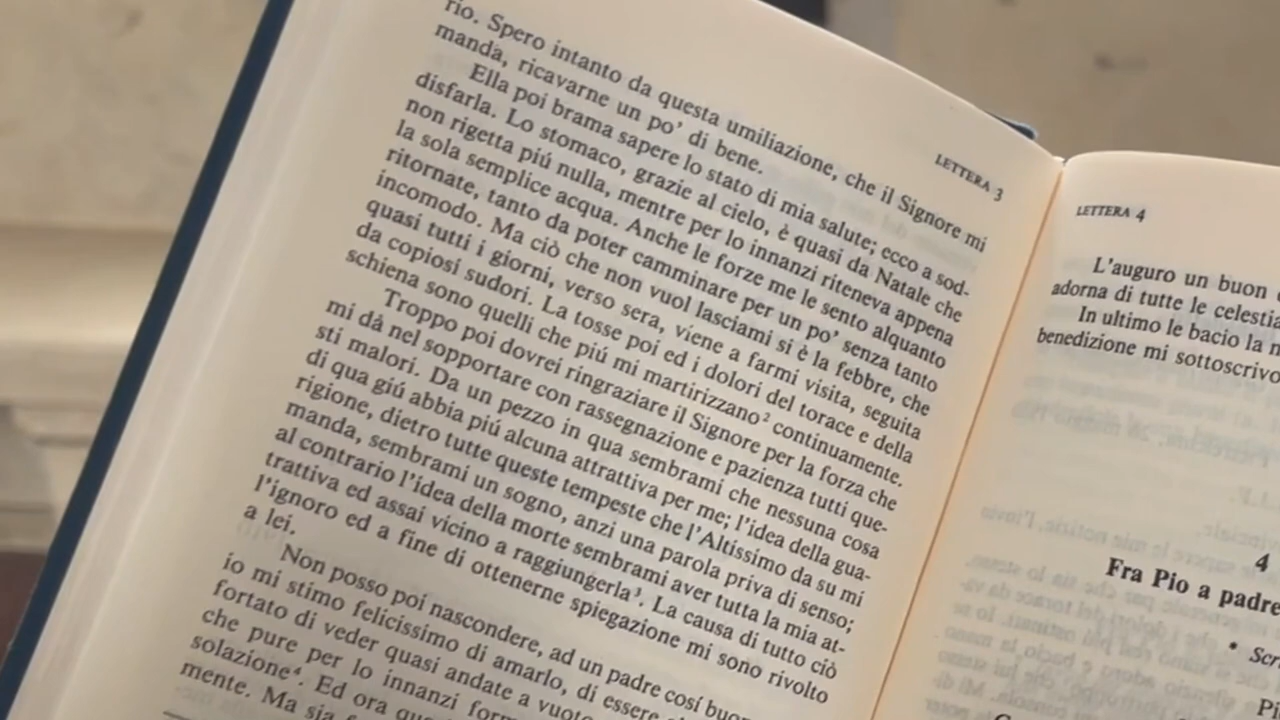 LETTERA 3
rio. Spero intanto da questa umiliazione, che il Signore mi
manda, ricavarne un po' di bene.
Ella poi brama sapere lo stato di mia salute; ecco a sod-
disfarla. Lo stomaco, grazie al cielo, è quasi da Natale che
non rigetta piú nulla, mentre per lo innanzi riteneva appena
la sola semplice acqua. Anche le forze me le sento alquanto
ritornate, tanto da poter camminare per un po' senza tanto
incomodo. Ma ciò che non vuol lasciami si è la febbre, che
quasi tutti i giorni, verso sera, viene a farmi visita, seguita
da copiosi sudori. La tosse poi ed i dolori del torace e della
schiena sono quelli che piú mi martirizzano² continuamente.
Troppo poi dovrei ringraziare il Signore per la forza che
mi dà nel sopportare con rassegnazione e pazienza tutti que-
sti malori. Da un pezzo in qua sembrami che nessuna cosa
di qua giú abbia piú alcuna attrattiva per me; l'idea della gua-
rigione, dietro tutte queste tempeste che l'Altissimo da su mi
manda, sembrami un sogno, anzi una parola priva di senso;
al contrario l'idea della morte sembrami aver tutta la mia at-
trattiva ed assai vicino a raggiungerla³. La causa di tutto ciò
l'ignoro ed a fine di ottenerne spiegazione mi sono rivolto
a lei.
Non posso poi nascondere, ad un padre cosí buon
io mi stimo felicissimo di amarlo, di essere
fortato di veder quasi andate a vuoto
che pure per lo innanzi
solazione⁴. Ed ora
mente. Ma sia
LETTERA 4
L'auguro un buon
adorna di tutte le
In ultimo le bacio la
benedizione mi sottoscrivo
4
Fra Pio a padre